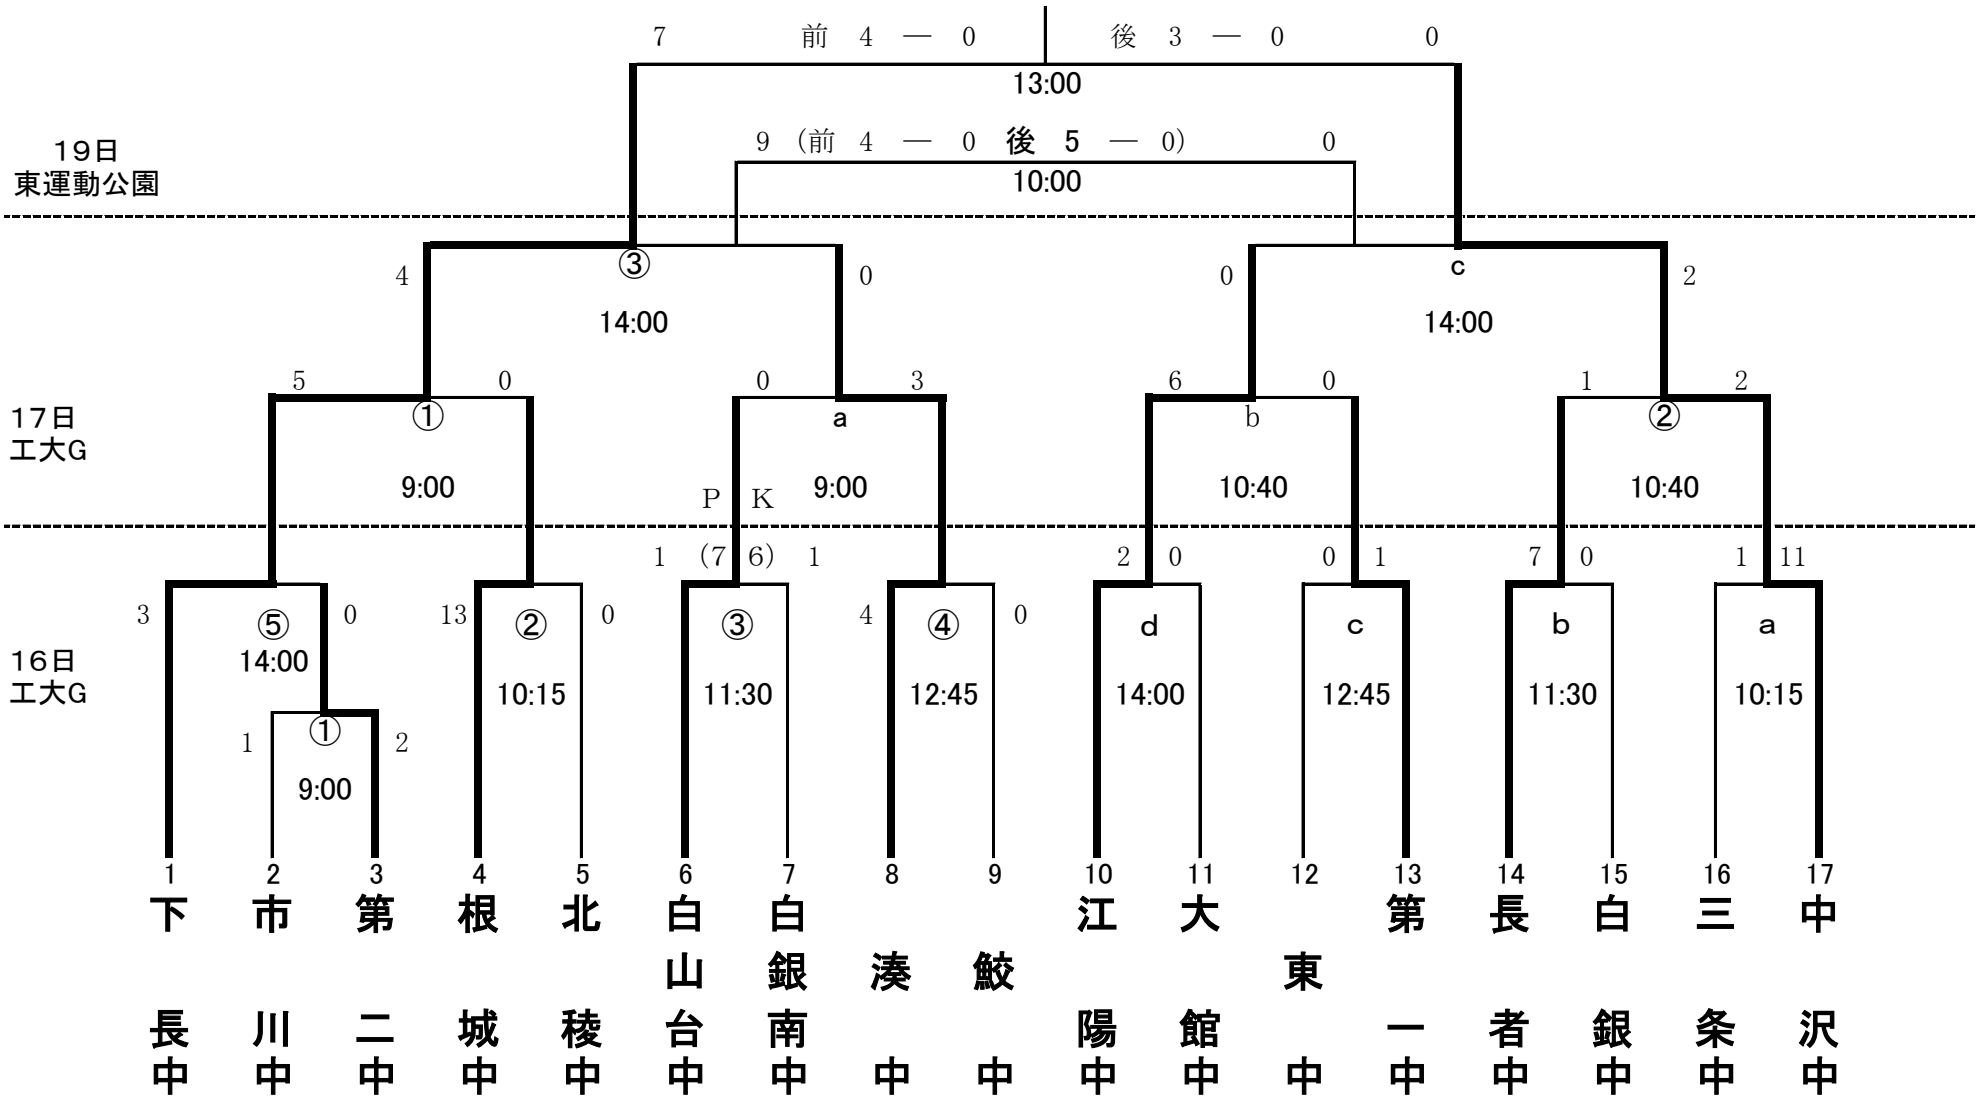 7 前 4 ― 0 後 3 ― 0 0
13:00
9 (前 4 ― 0 後 5 ― 0) 0
10:00
19日
東運動公園
③ c
4 0 0 2
14:00 14:00
5 0 0 3 6 0 1 2
① a b ②
17日
工大G
9:00 P K 9:00 10:40 10:40
1 (7 6) 1 2 0 0 1 7 0 1 11
3 ⑤ 0 13 ② 0 ③ 4 ④ 0 d c b a
14:00
16日
工大G
10:15 11:30 12:45 14:00 12:45 11:30 10:15
1 ① 2
9:00
1 2 3 4 5 6 7 8 9 10 11 12 13 14 15 16 17
下長中
市川中
第二中
根城中
北稜中
白山台中
白銀南中
湊中
鮫中
江陽中
大館中
東中
第一中
長者中
白銀中
三条中
中沢中